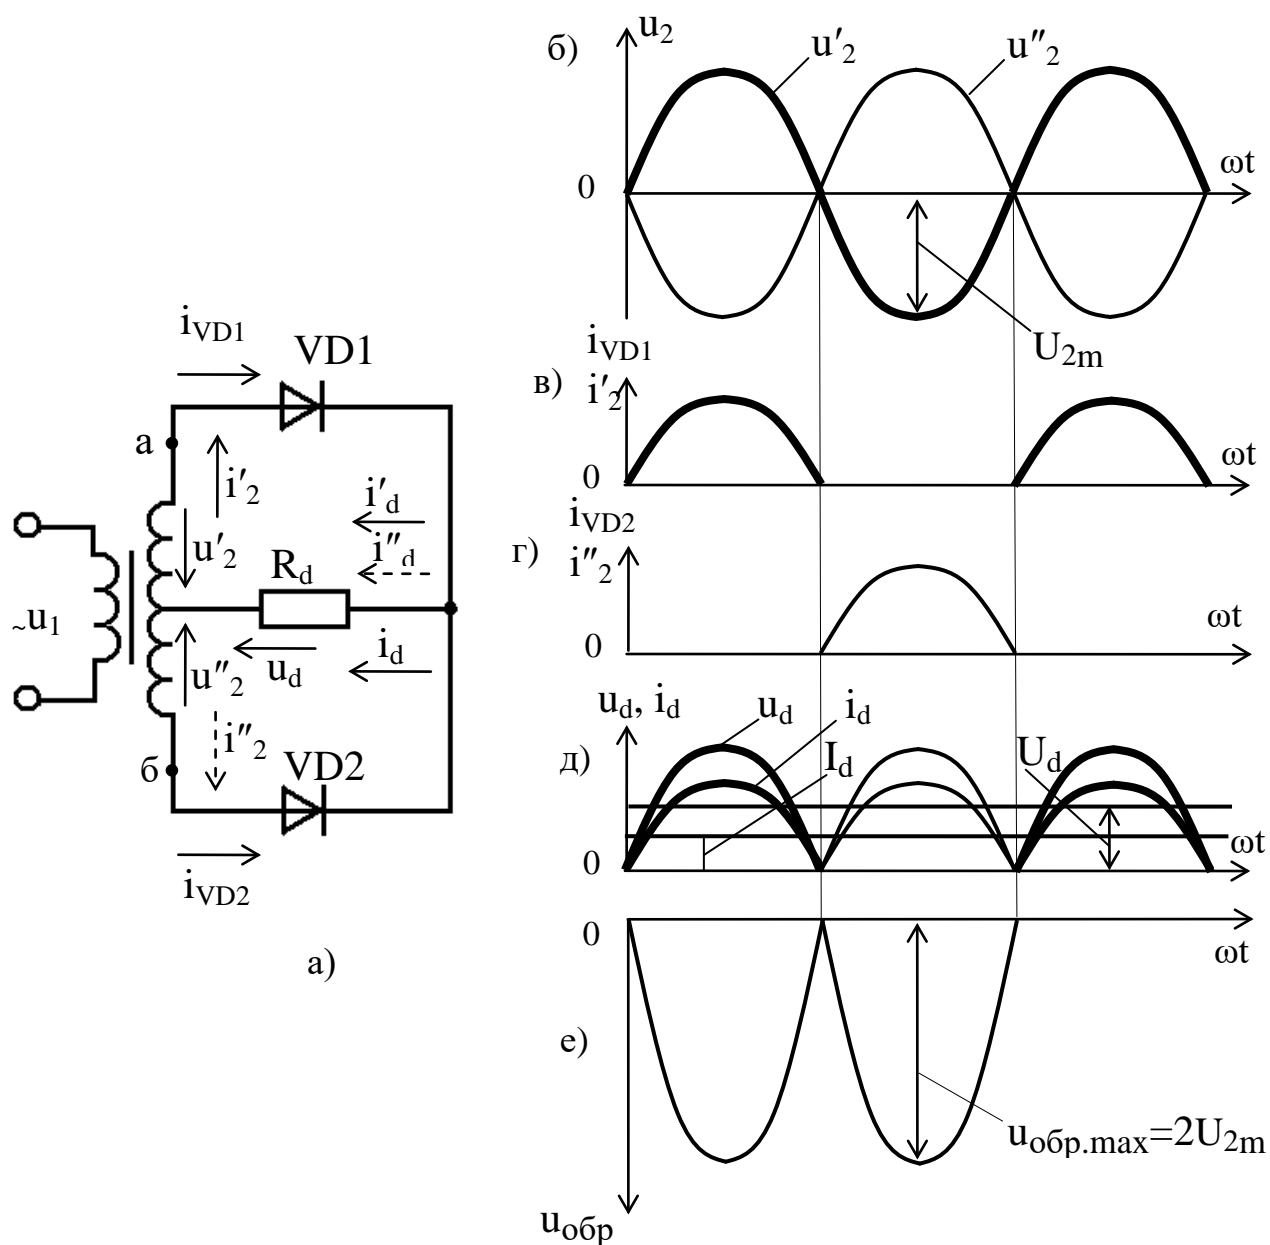 iVD1
VD1
а
i′2
i′d
i″d
u′2
Rd
~u1
id
ud
u″2
i″2
б
VD2
iVD2
а)
б)
u2
u′2
u″2
ωt
0
U2m
iVD1
в)
i′2
ωt
0
iVD2
г)
i″2
ωt
0
ud, id
ud
id
Id
Ud
д)
ωt
0
0
ωt
е)
uобр.max=2U2m
uобр